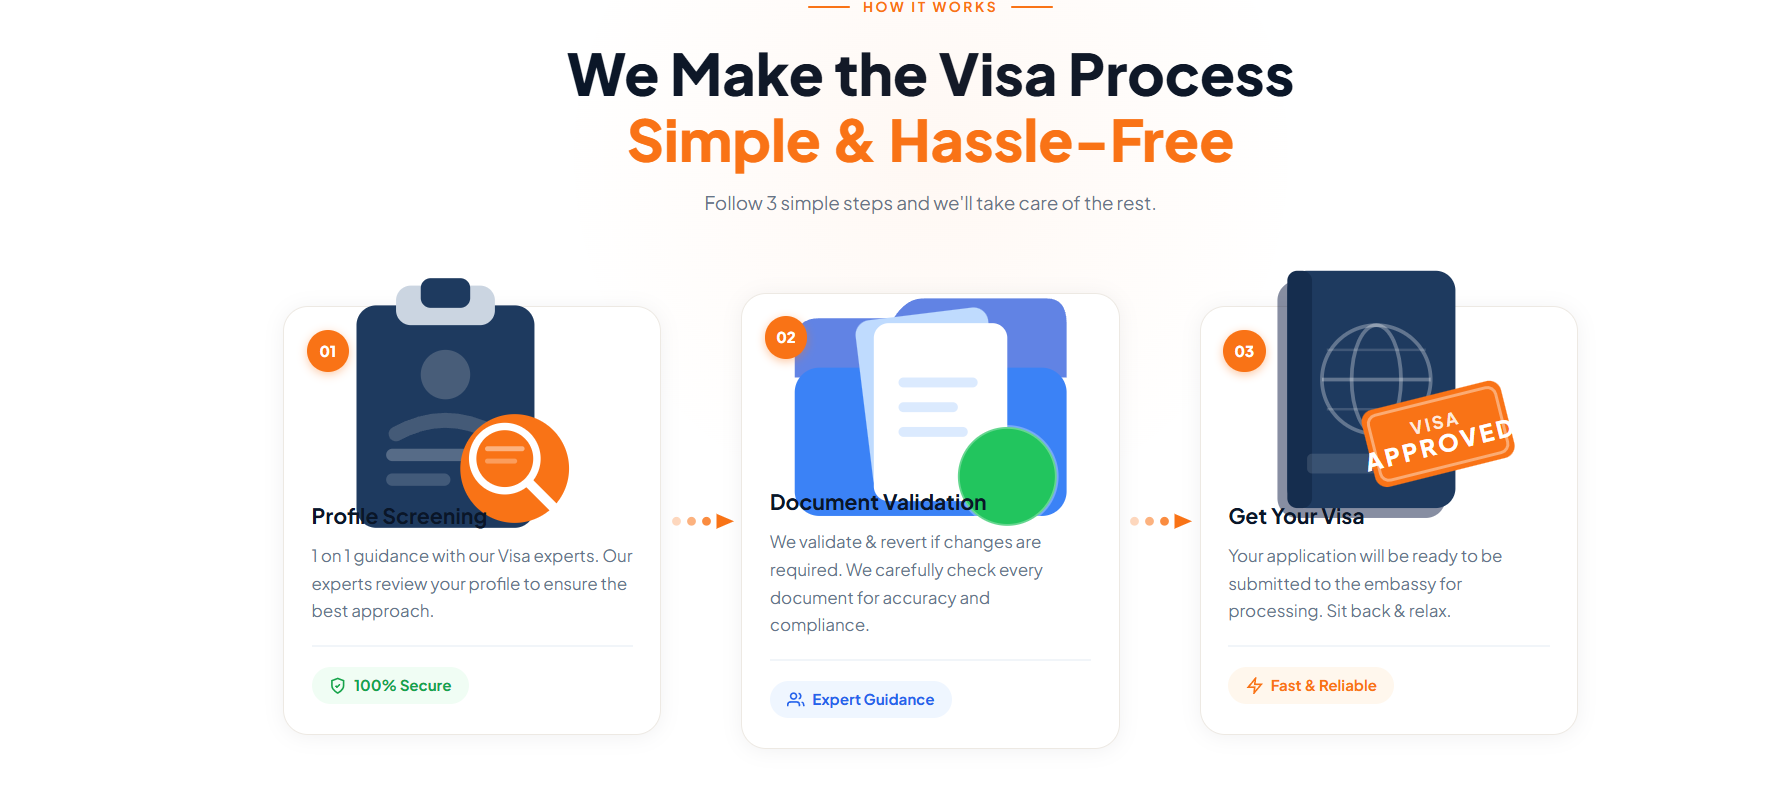 HOW IT WORKS
We Make the Visa Process
Simple & Hassle-Free
Follow 3 simple steps and we'll take care of the rest.
01
Profile Screening
1 on 1 guidance with our Visa experts. Our
experts review your profile to ensure the
best approach.
100% Secure
02
Document Validation
We validate & revert if changes are
required. We carefully check every
document for accuracy and
compliance.
Expert Guidance
03
VISA
APPROVED
Get Your Visa
Your application will be ready to be
submitted to the embassy for
processing. Sit back & relax.
Fast & Reliable